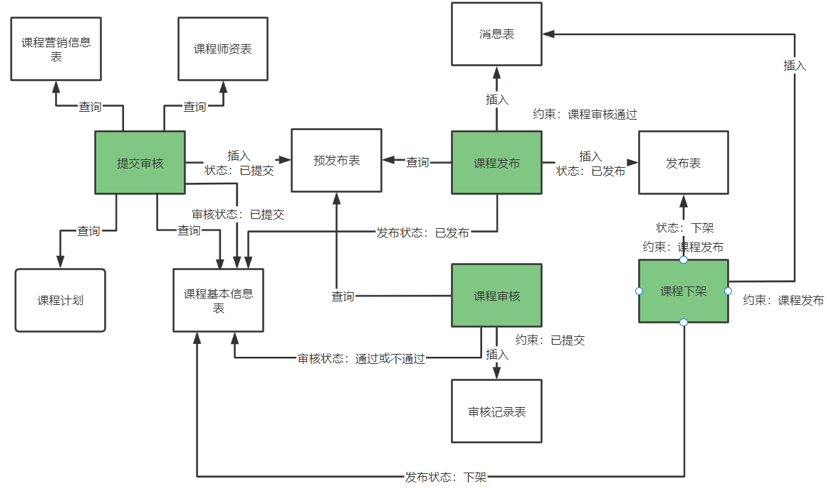 课程营销信息
表
课程师资表
消息表
插入
查询
查询
插入
约束：课程审核通过
提交审核
插入
状态：已提交
预发布表
查询
课程发布
插入
状态：已发布
发布表
审核状态：已提交
查询
查询
发布状态：已发布
状态：下架
约束：课程发布
课程计划
课程基本信息
表
查询
课程审核
课程下架
约束：课程发布
约束：已提交
审核状态：通过或不通过
插入
审核记录表
发布状态：下架